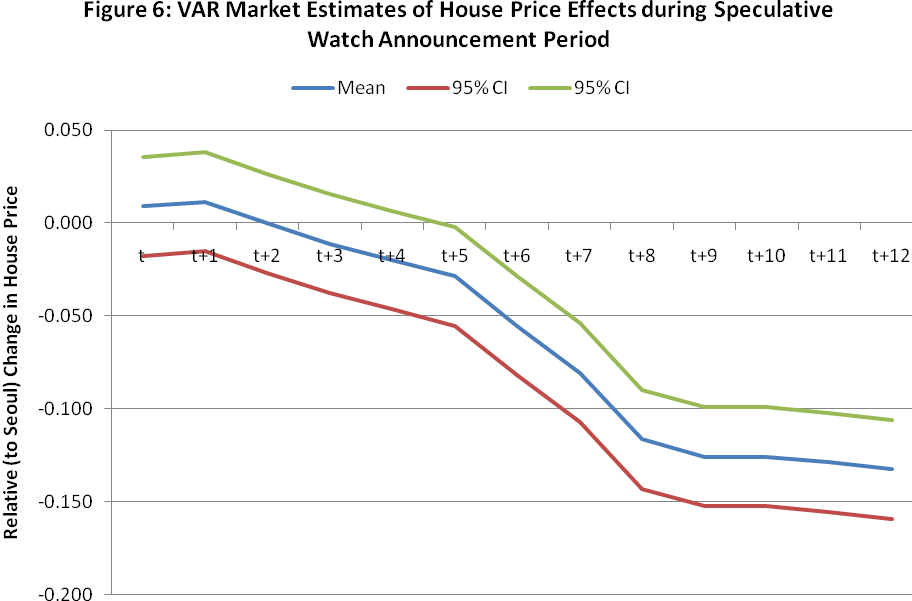 Figure 6: VAR Market Estimates of House Price Effects during Speculative
Watch Announcement Period
Mean 95% CI 95% CI
Relative (to Seoul) Change in House Price
0.050
0.000
t t+1 t+2 t+3 t+4 t+5 t+6 t+7 t+8 t+9 t+10 t+11 t+12
-0.050
-0.100
-0.150
-0.200